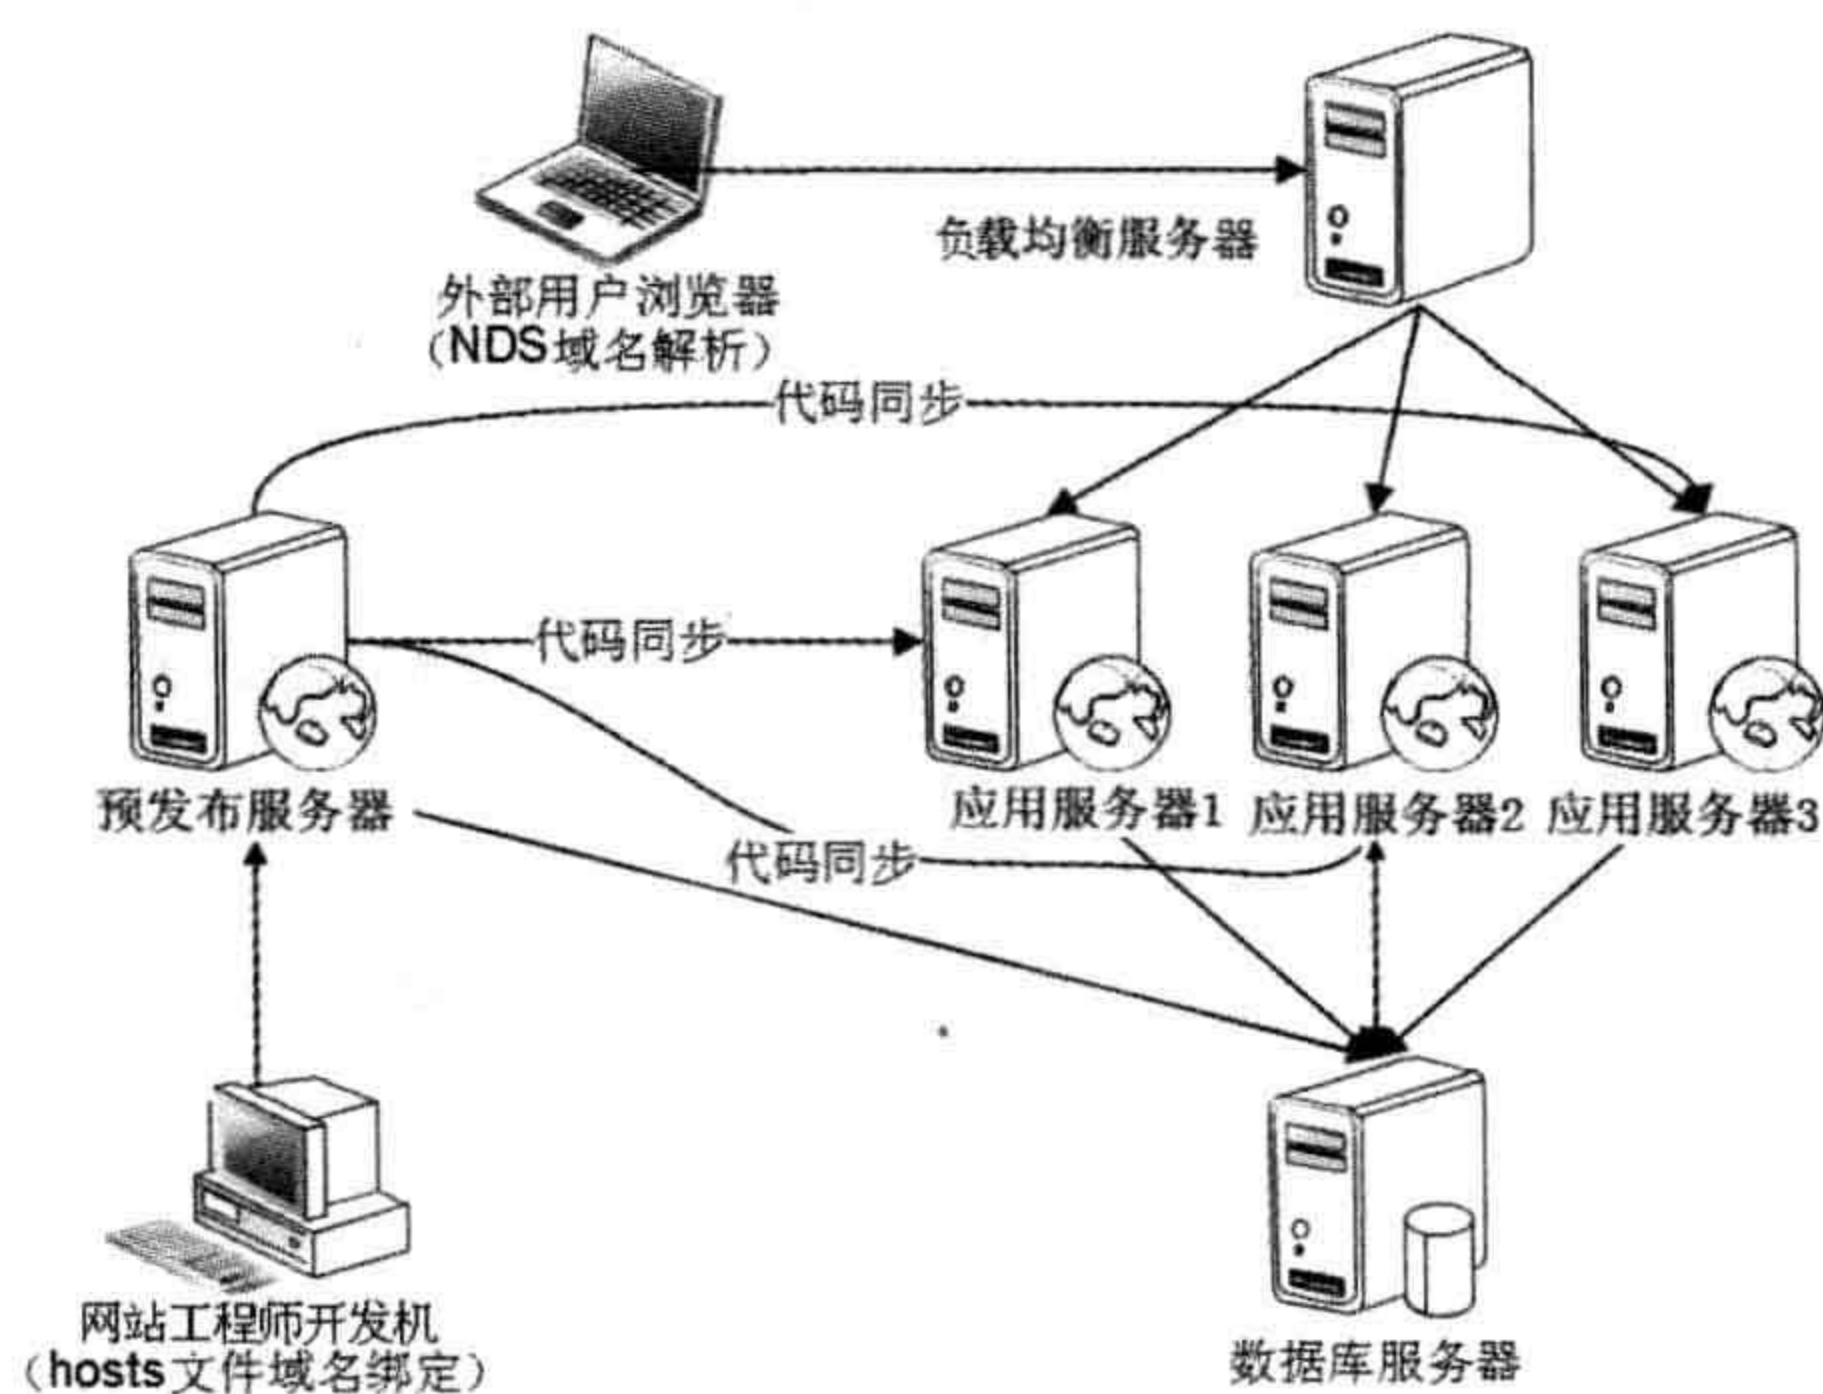 负载均衡服务器
外部用户浏览器
（NDS域名解析）
代码同步
代码同步
预发布服务器
应用服务器1
应用服务器2
应用服务器3
代码同步
网站工程师开发机
（hosts文件域名绑定）
数据库服务器